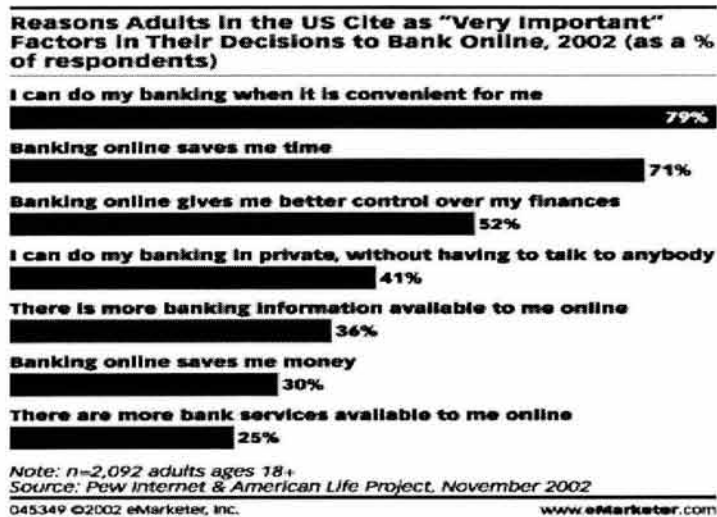 Reasons Adults in the US Cite as "Very Important"
Factors in Their Decisions to Bank Online, 2002 (as a %
of respondents)
I can do my banking when it is convenient for me
79%
Banking online saves me time
71%
Banking online gives me better control over my finances
52%
I can do my banking in private, without having to talk to anybody
41%
There is more banking information available to me online
36%
Banking online saves me money
30%
There are more bank services available to me online
25%
Note: n=2,092 adults ages 18+
Source: Pew Internet & American Life Project, November 2002
045349 ©2002 eMarketer, Inc.
www.eMarketer.com